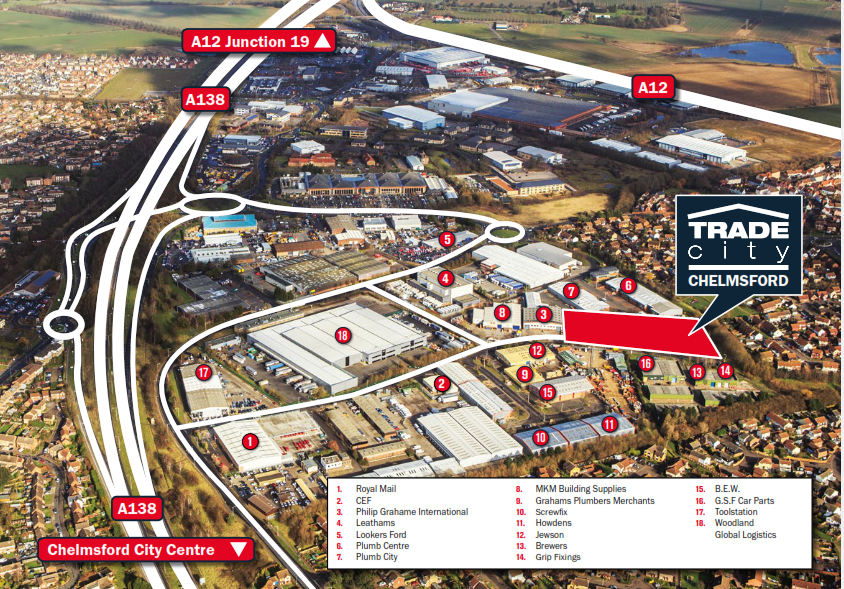 A12 Junction 19
A138
A12
TRADE
city
CHELMSFORD
5
4
7
6
8
3
18
12
16
17
9
13
14
2
15
11
10
1
A138
Chelmsford City Centre
1. Royal Mail
2. CEF
3. Philip Grahame International
4. Leathams
5. Lookers Ford
6. Plumb Centre
7. Plumb City
8. MKM Building Supplies
9. Grahams Plumbers Merchants
10. Screwfix
11. Howdens
12. Jewson
13. Brewers
14. Grip Fixings
15. B.E.W.
16. G.S.F Car Parts
17. Toolstation
18. Woodland
Global Logistics